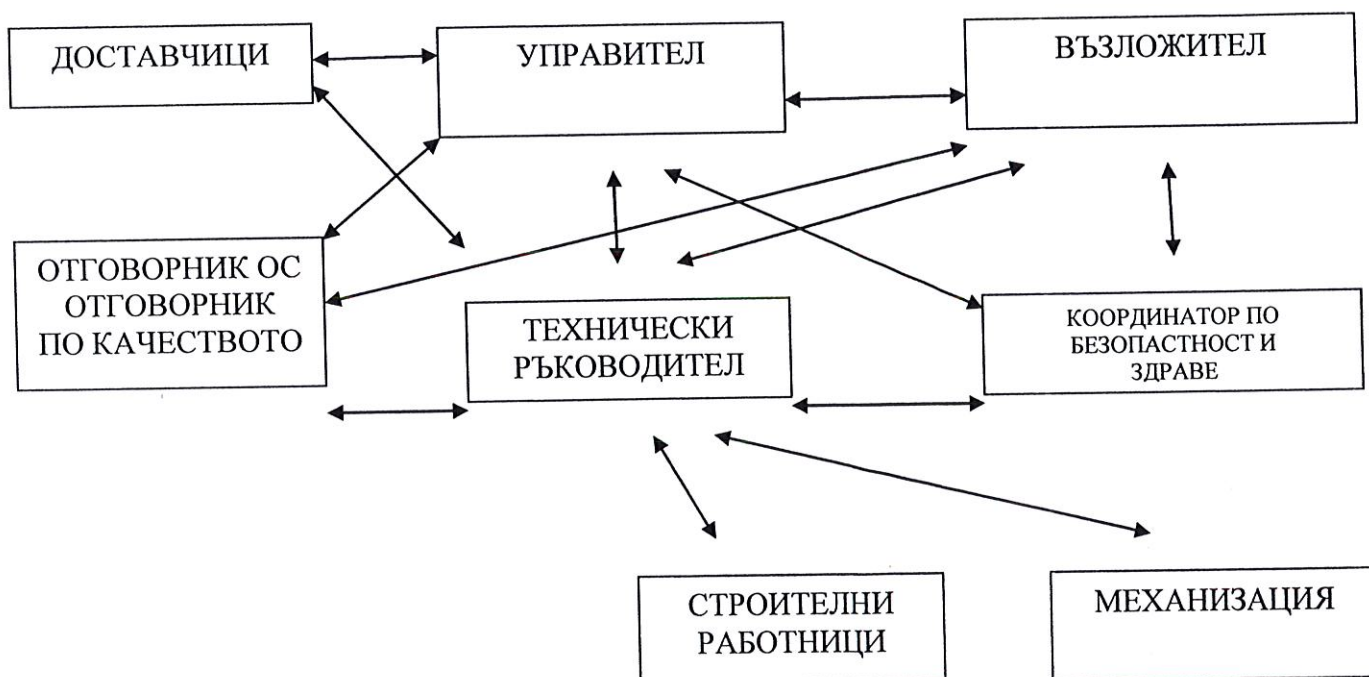 ДОСТАВЧИЦИ
УПРАВИТЕЛ
ВЪЗЛОЖИТЕЛ
ОТГОВОРНИК ОС
ОТГОВОРНИК
ПО КАЧЕСТВОТО
ТЕХНИЧЕСКИ
РЪКОВОДИТЕЛ
КООРДИНАТОР ПО
БЕЗОПАСТНОСТ И
ЗДРАВЕ
СТРОИТЕЛНИ
РАБОТНИЦИ
МЕХАНИЗАЦИЯ